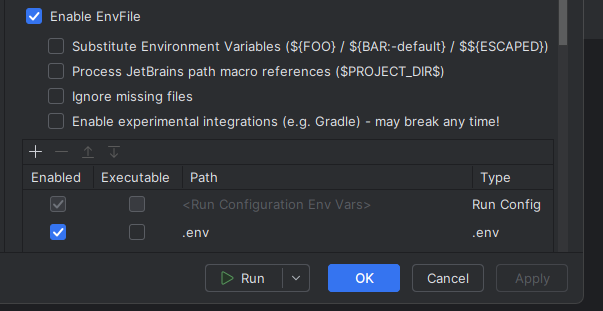 Enable EnvFile
Substitute Environment Variables (${FOO} / ${BAR:-default} / $${ESCAPED})
Process JetBrains path macro references ($PROJECT_DIR$)
Ignore missing files
Enable experimental integrations (e.g. Gradle) - may break any time!
Enabled Executable Path Type
<Run Configuration Env Vars> Run Config
.env .env
Run OK Cancel Apply